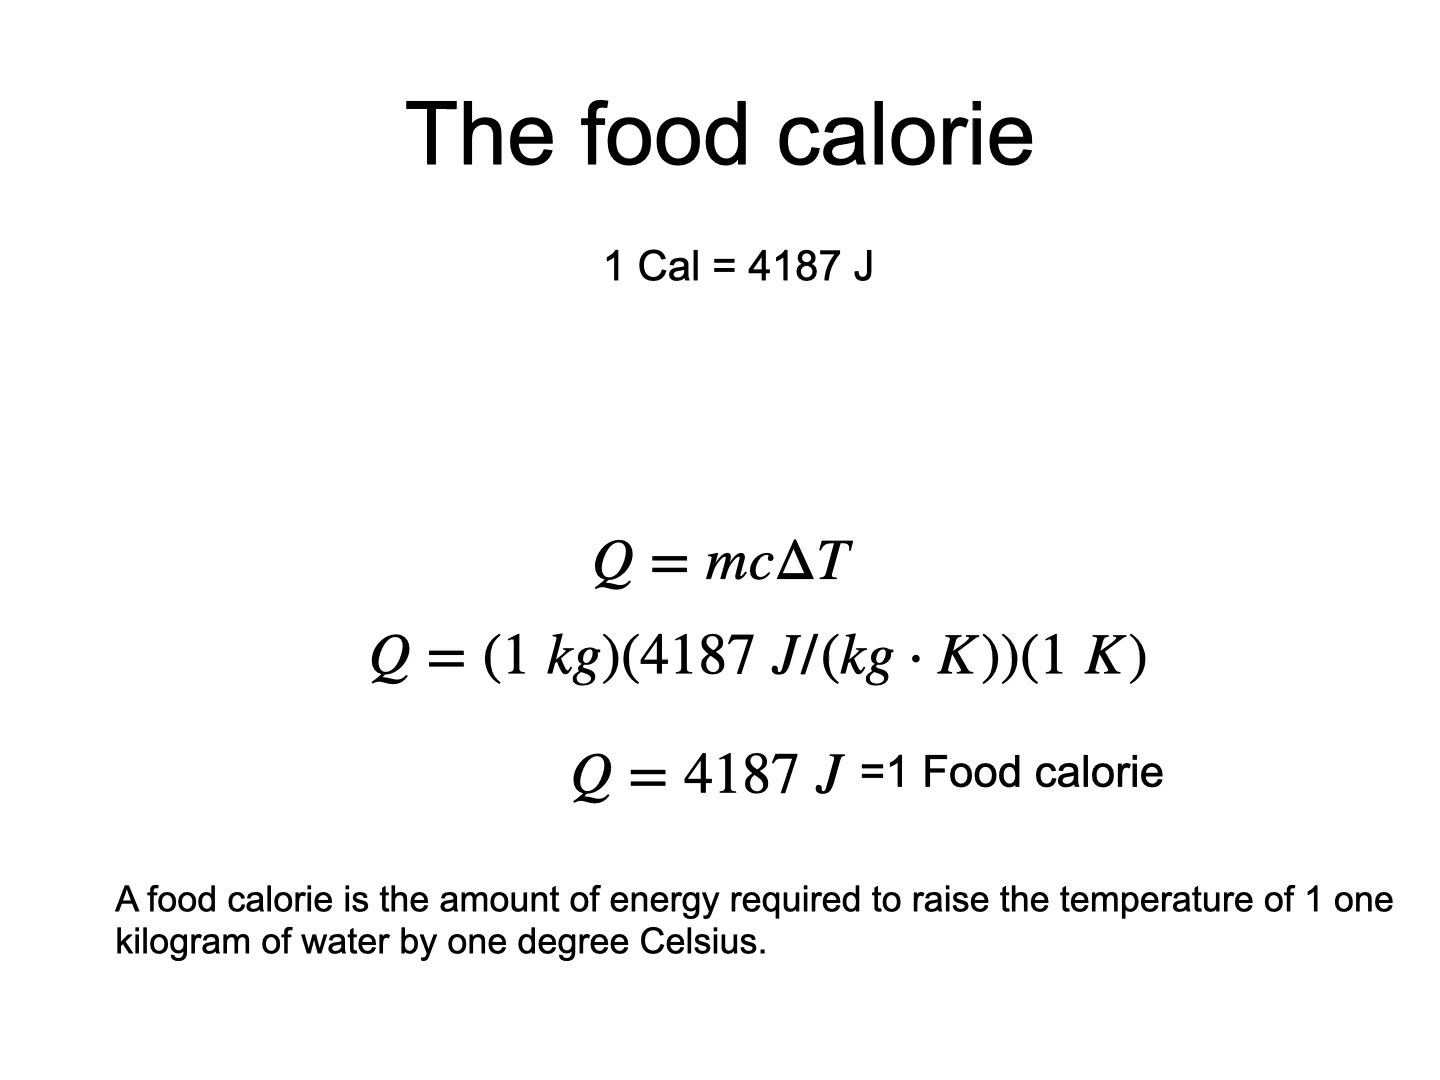 The food calorie
1 Cal = 4187 J
Q = mcΔT
Q = (1 kg)(4187 J/(kg · K))(1 K)
Q = 4187 J =1 Food calorie
A food calorie is the amount of energy required to raise the temperature of 1 one
kilogram of water by one degree Celsius.